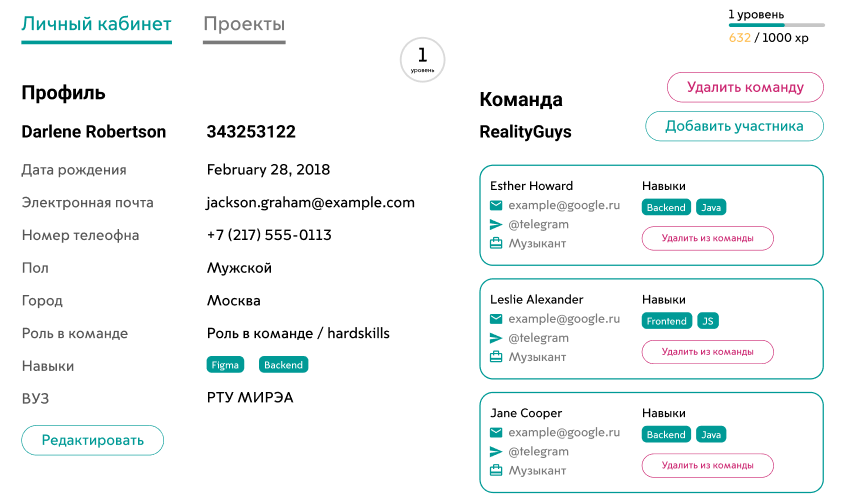 Личный кабинет Проекты
1 уровень
632 / 1000 xp
1
уровень
Профиль
Darlene Robertson 343253122
Дата рождения February 28, 2018
Электронная почта jackson.graham@example.com
Номер телеофна +7 (217) 555-0113
Пол Мужской
Город Москва
Роль в команде Роль в команде / hardskills
Навыки Figma Backend
ВУЗ РТУ МИРЭА
Редактировать
Удалить команду
Команда
Добавить участника
RealityGuys
Esther Howard Навыки
example@google.ru Backend Java
@telegram
Удалить из команды
Музыкант
Leslie Alexander Навыки
example@google.ru Frontend JS
@telegram
Удалить из команды
Музыкант
Jane Cooper Навыки
example@google.ru Backend Java
@telegram
Удалить из команды
Музыкант